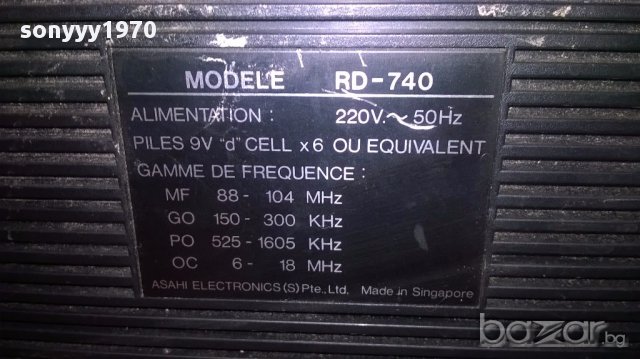 sonyyy1970
MODELE RD-740
ALIMENTATION : 220V.~ 50Hz
PILES 9V "d" CELL x 6 OU EQUIVALENT
GAMME DE FREQUENCE :
MF 88 - 104 MHz
GO 150 - 300 KHz
PO 525 - 1605 KHz
OC 6 - 18 MHz
ASAHI ELECTRONICS (S) Pte., Ltd. Made in Singapore
bazar.bg